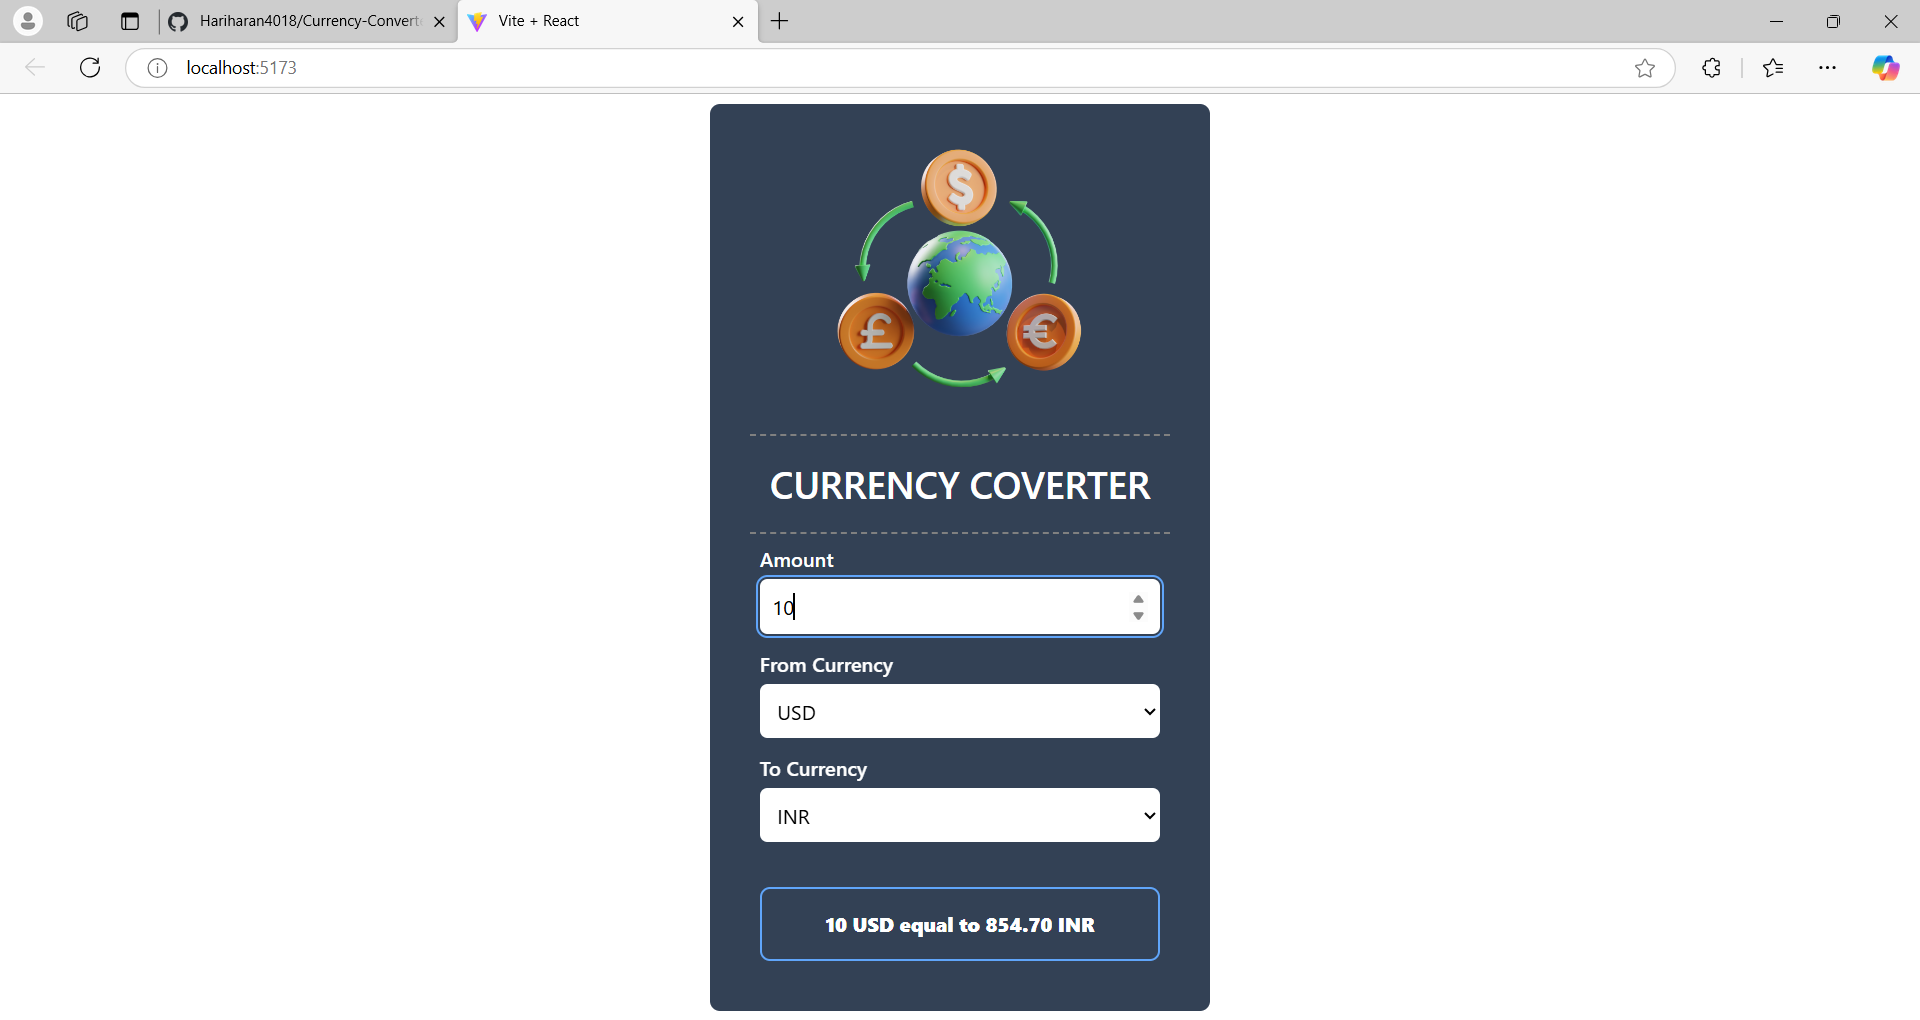 Hariharan4018/Currency-Convert
Vite + React
localhost:5173
$
£
€
CURRENCY COVERTER
Amount
10
From Currency
USD
To Currency
INR
10 USD equal to 854.70 INR